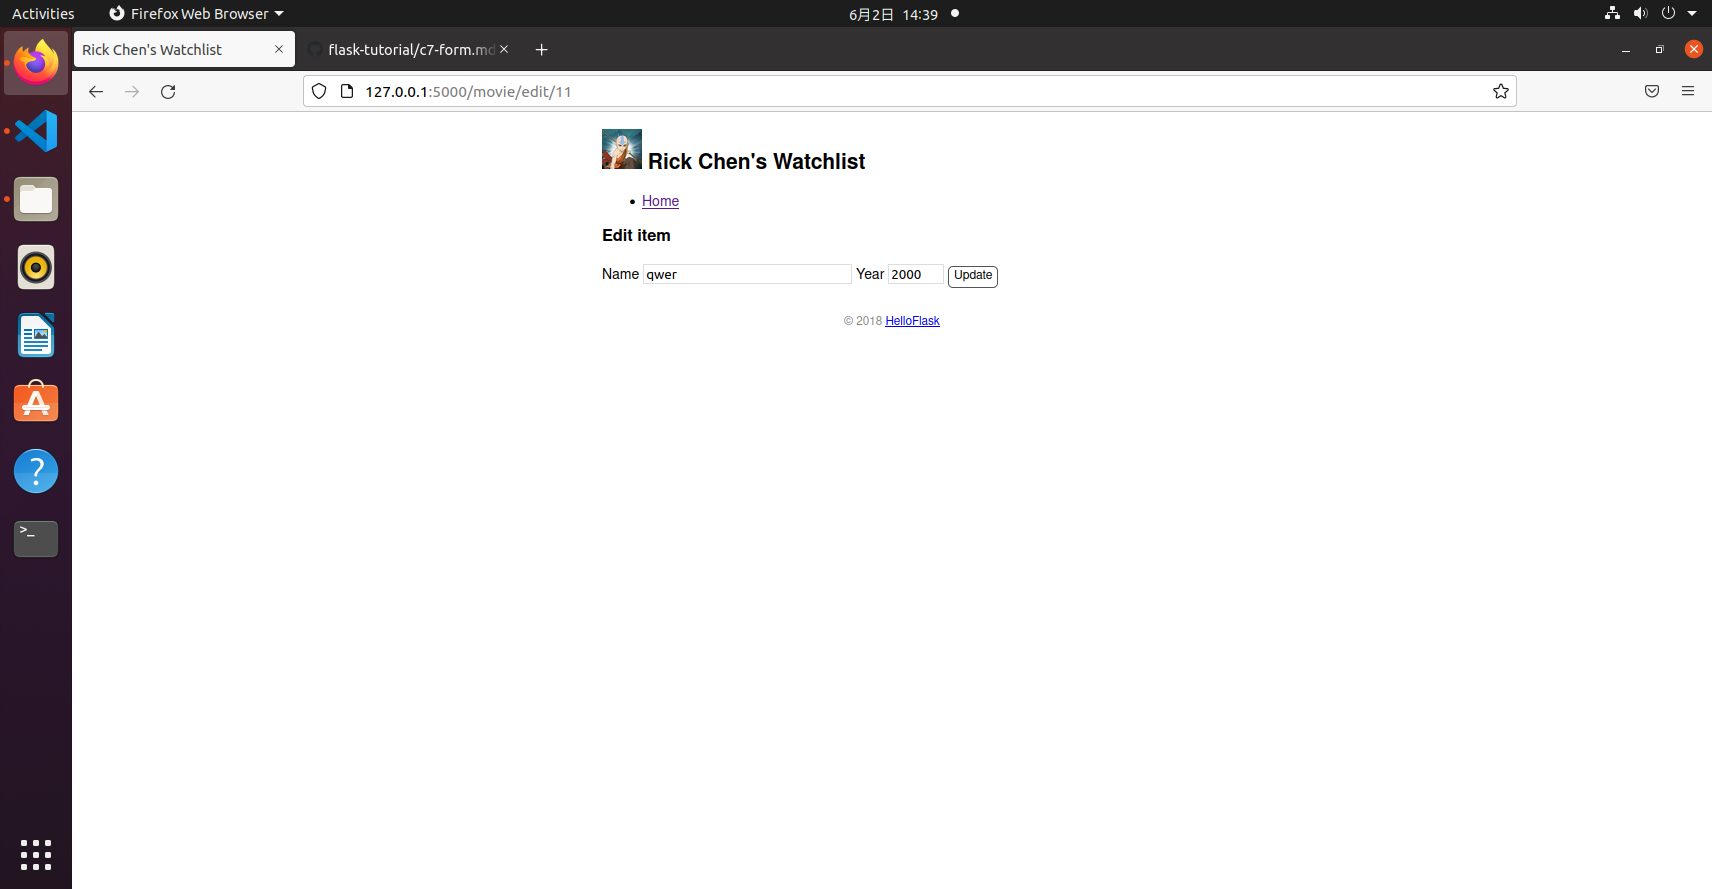 Activities
Firefox Web Browser
6月2日 14:39
Rick Chen's Watchlist
flask-tutorial/c7-form.md
127.0.0.1:5000/movie/edit/11
Rick Chen's Watchlist
Home
Edit item
Name qwer Year 2000 Update
© 2018 HelloFlask
>_